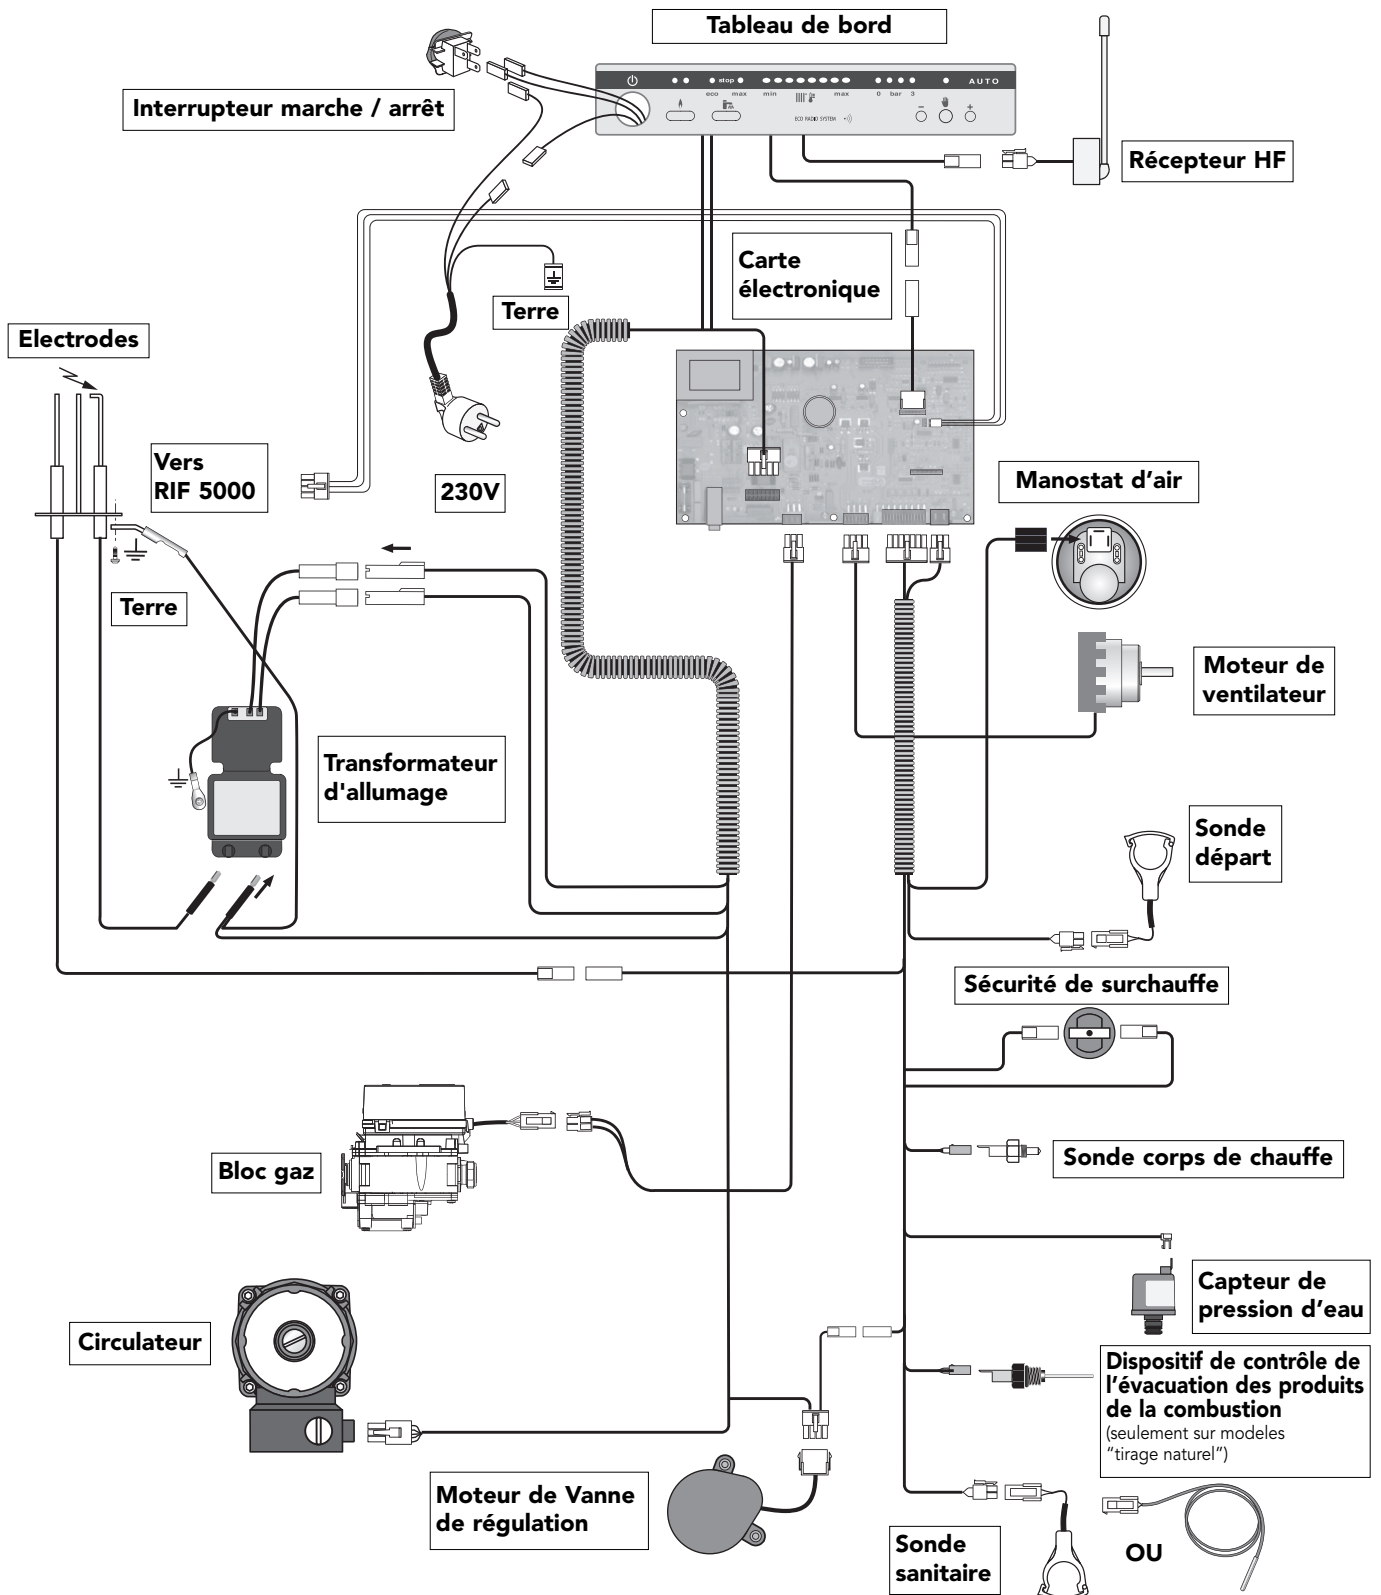 Tableau de bord
Interrupteur marche / arrêt
stop
AUTO
eco max min max 0 bar 3
ECO RADIO SYSTEM
− +
Récepteur HF
Carte
électronique
Terre
Electrodes
Vers
RIF 5000
230V
Manostat d'air
Terre
Moteur de
ventilateur
Transformateur
d'allumage
Sonde
départ
Sécurité de surchauffe
Bloc gaz
Sonde corps de chauffe
Capteur de
pression d'eau
Circulateur
Dispositif de contrôle de
l'évacuation des produits
de la combustion
(seulement sur modeles
"tirage naturel")
Moteur de Vanne
de régulation
Sonde
sanitaire
OU